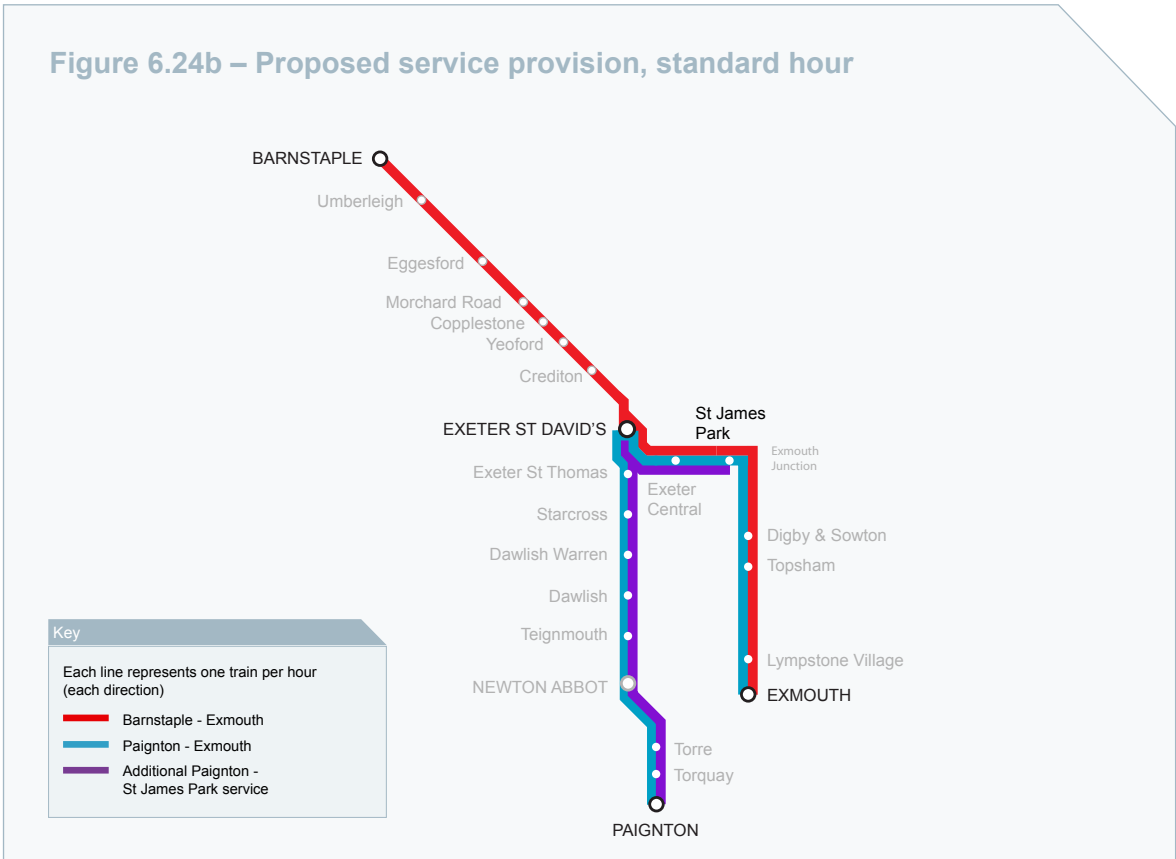 Figure 6.24b – Proposed service provision, standard hour
BARNSTAPLE
Umberleigh
Eggesford
Morchard Road
Copplestone
Yeoford
Crediton
St James
Park
EXETER ST DAVID'S
Exmouth
Junction
Exeter St Thomas
Exeter
Central
Starcross
Digby & Sowton
Dawlish Warren
Topsham
Dawlish
Teignmouth
Key
Lympstone Village
Each line represents one train per hour
(each direction)
NEWTON ABBOT
EXMOUTH
Barnstaple - Exmouth
Paignton - Exmouth
Additional Paignton -
St James Park service
Torre
Torquay
PAIGNTON